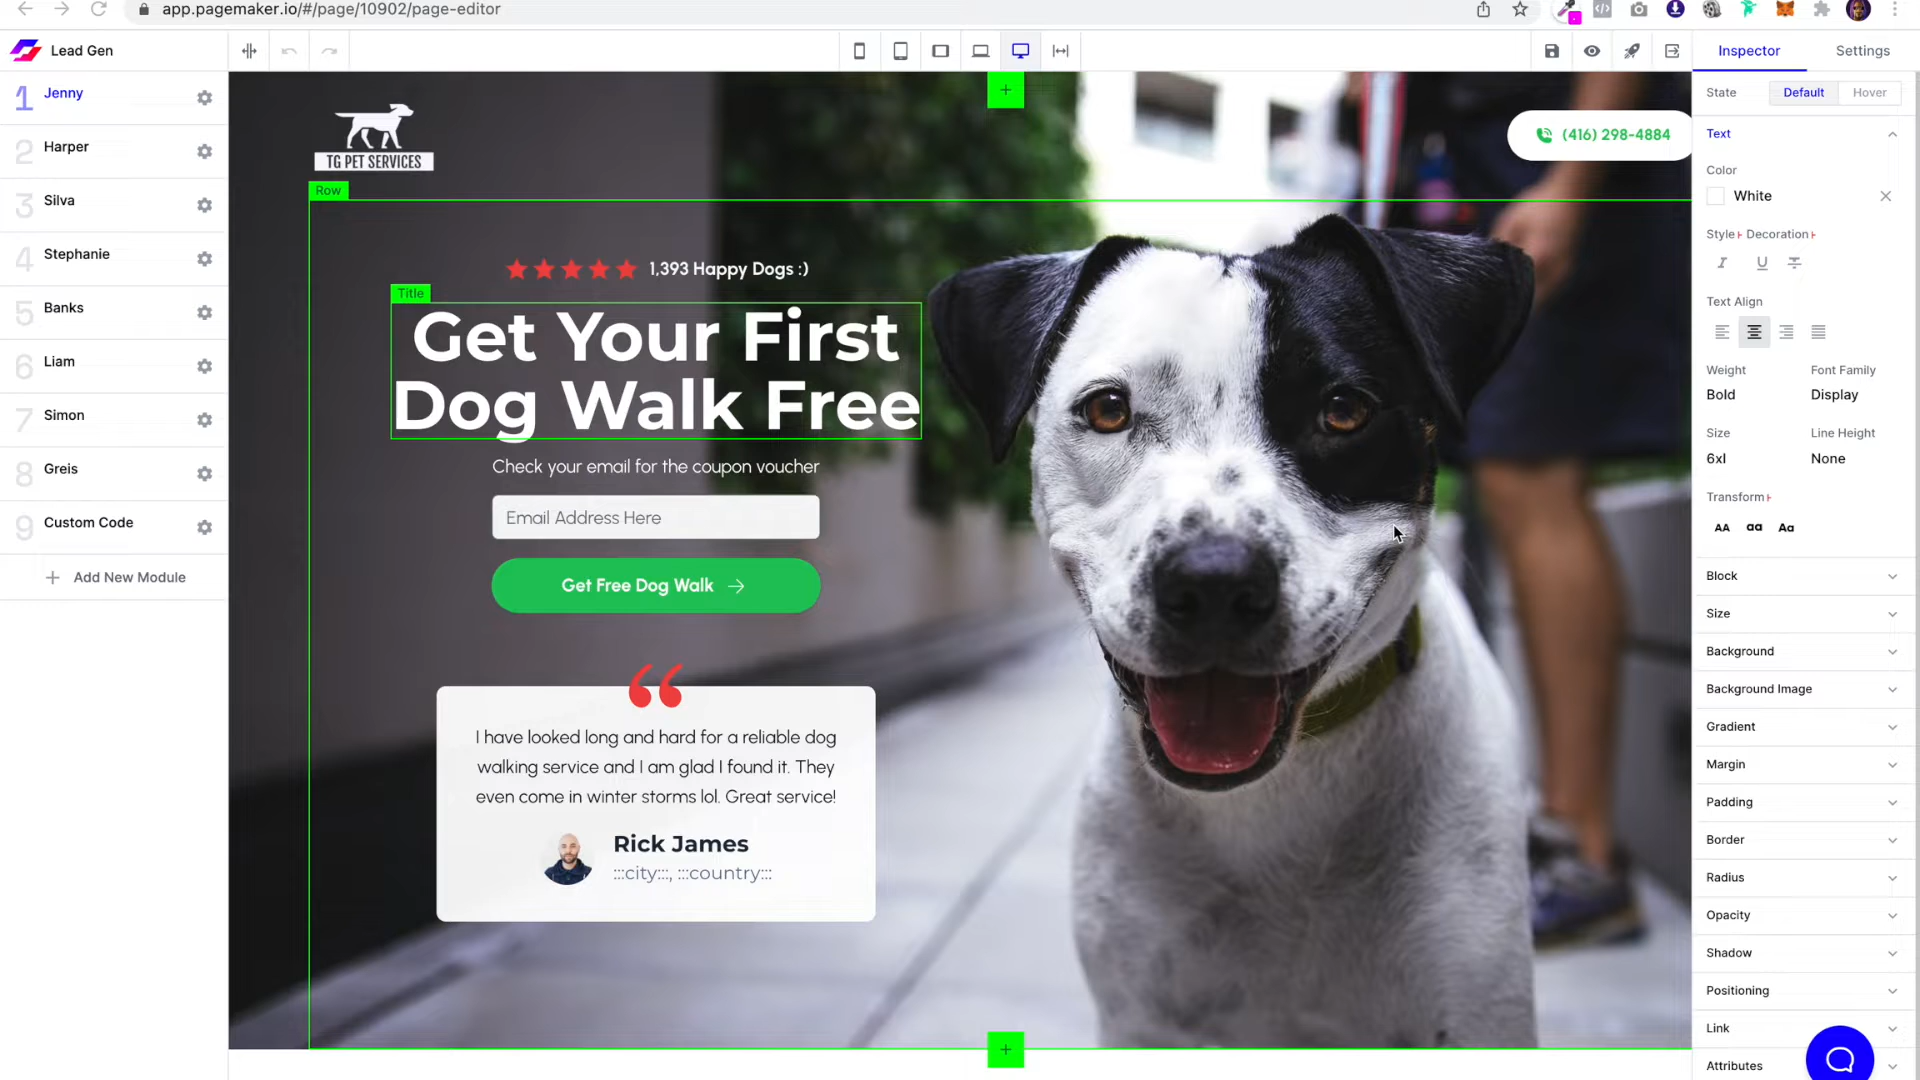 app.pagemaker.io/#/page/10902/page-editor
Lead Gen
Inspector
Settings
1 Jenny
2 Harper
3 Silva
4 Stephanie
5 Banks
6 Liam
7 Simon
8 Greis
9 Custom Code
Add New Module
TG PET SERVICES
(416) 298-4884
Row
1,393 Happy Dogs :)
Title
Get Your First
Dog Walk Free
Check your email for the coupon voucher
Email Address Here
Get Free Dog Walk
“
I have looked long and hard for a reliable dog
walking service and I am glad I found it. They
even come in winter storms lol. Great service!
Rick James
:::city:::, :::country:::
State
Default
Hover
Text
Color
White
Style
Decoration
Text Align
Weight
Font Family
Bold
Display
Size
Line Height
6xl
None
Transform
AA aa Aa
Block
Size
Background
Background Image
Gradient
Margin
Padding
Border
Radius
Opacity
Shadow
Positioning
Link
Attributes